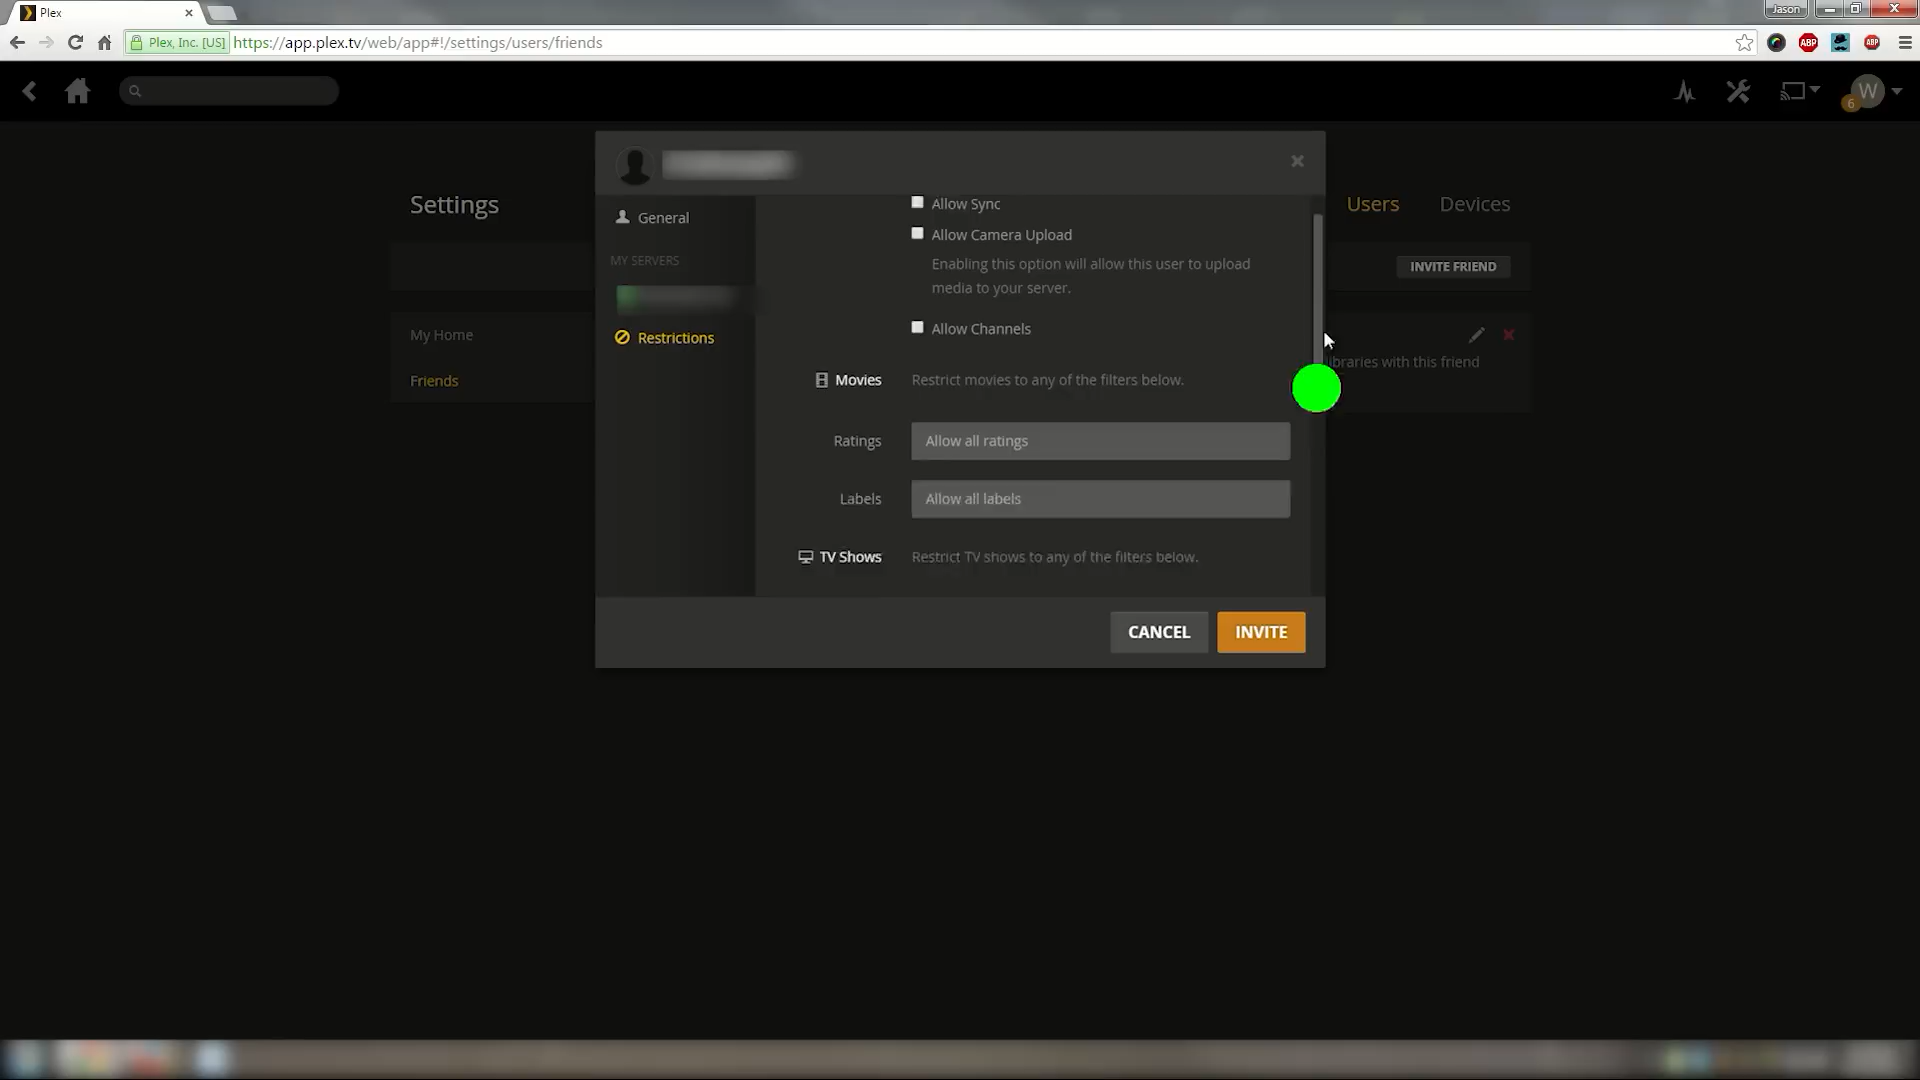 Plex
Jason
Plex, Inc. [US]
https://app.plex.tv/web/app#!/settings/users/friends
ABP
ABP
6
W
Settings
Users
Devices
INVITE FRIEND
My Home
Friends
libraries with this friend
General
MY SERVERS
Restrictions
Allow Sync
Allow Camera Upload
Enabling this option will allow this user to upload
media to your server.
Allow Channels
Movies
Restrict movies to any of the filters below.
Ratings
Allow all ratings
Labels
Allow all labels
TV Shows
Restrict TV shows to any of the filters below.
CANCEL
INVITE